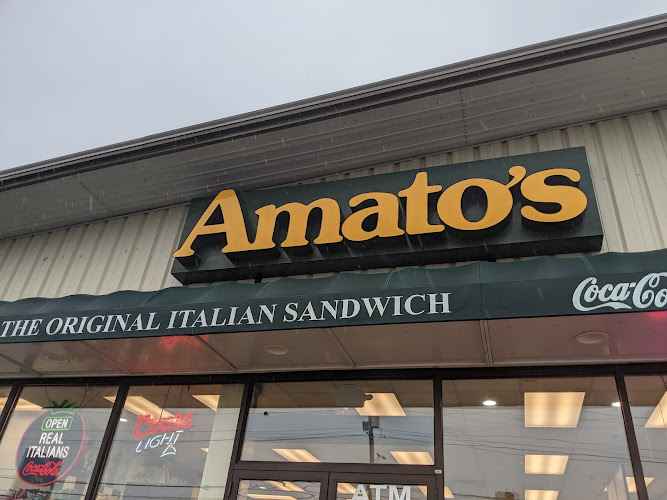 Amato's
THE ORIGINAL ITALIAN SANDWICH
Coca-Co
OPEN
REAL
ITALIANS
Coca-Cola
Coors
LIGHT
ATM